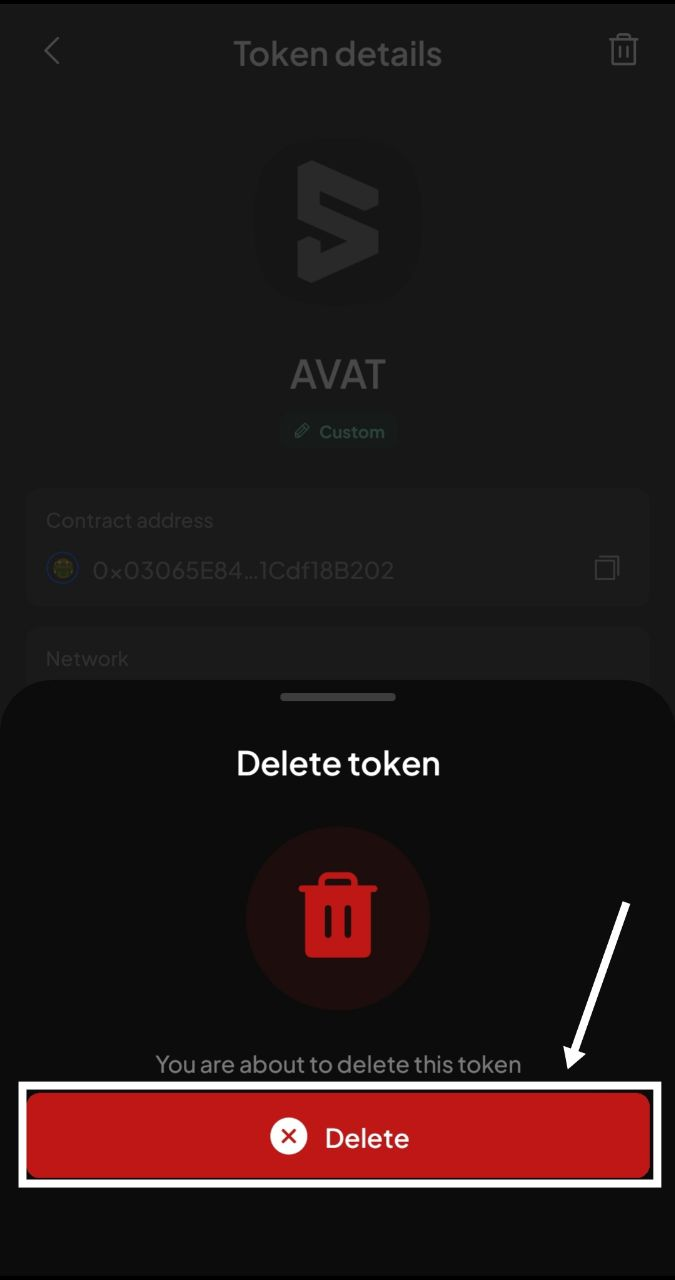 Token details
AVAT
Custom
Contract address
0x03065E84...1Cdf18B202
Network
Delete token
You are about to delete this token
Delete